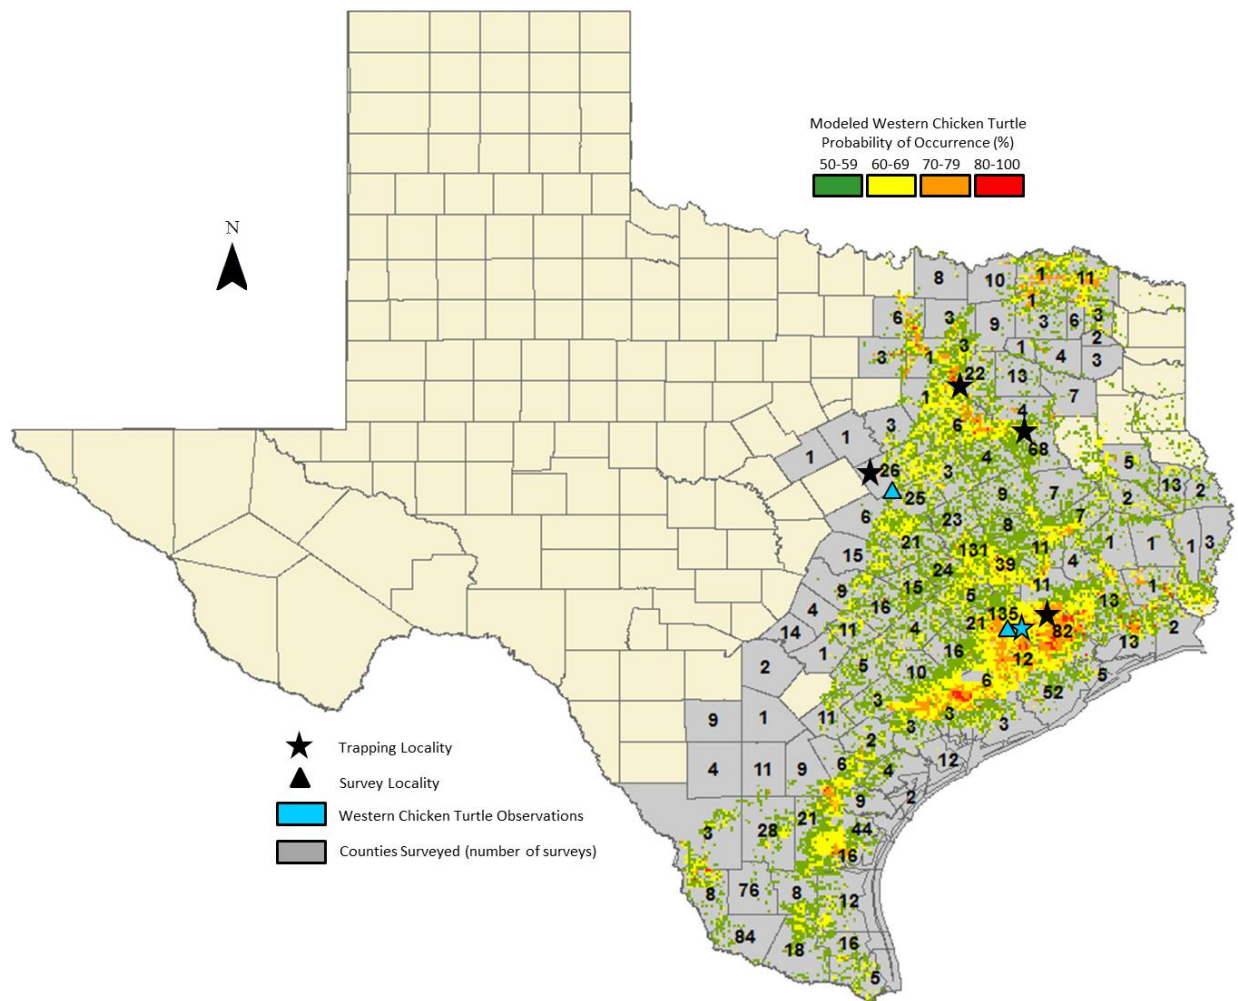 Modeled Western Chicken Turtle
Probability of Occurrence (%)
50-59 60-69 70-79 80-100
N
8 10 1 11
1
6 3 9 3 6 3
2
3 1 3 1 4 3
22 13
1 7
4
3 6
1
1 68
26 4 5
3
25 13 2
9 7 2
6 23 8 7
21 131 11 1 1 1 3
15 39 4
24
9 15 11 1
5 13
4 16 135
14 11 4 21 82 2
1 16 12 13
2 5
10 6 5
52
9 1 11 3 3 3 3
2
4 11 9 6 4 12
2
9
3 28 21 44
16
8 76 8 12
84 18 16
5
Trapping Locality
Survey Locality
Western Chicken Turtle Observations
Counties Surveyed (number of surveys)